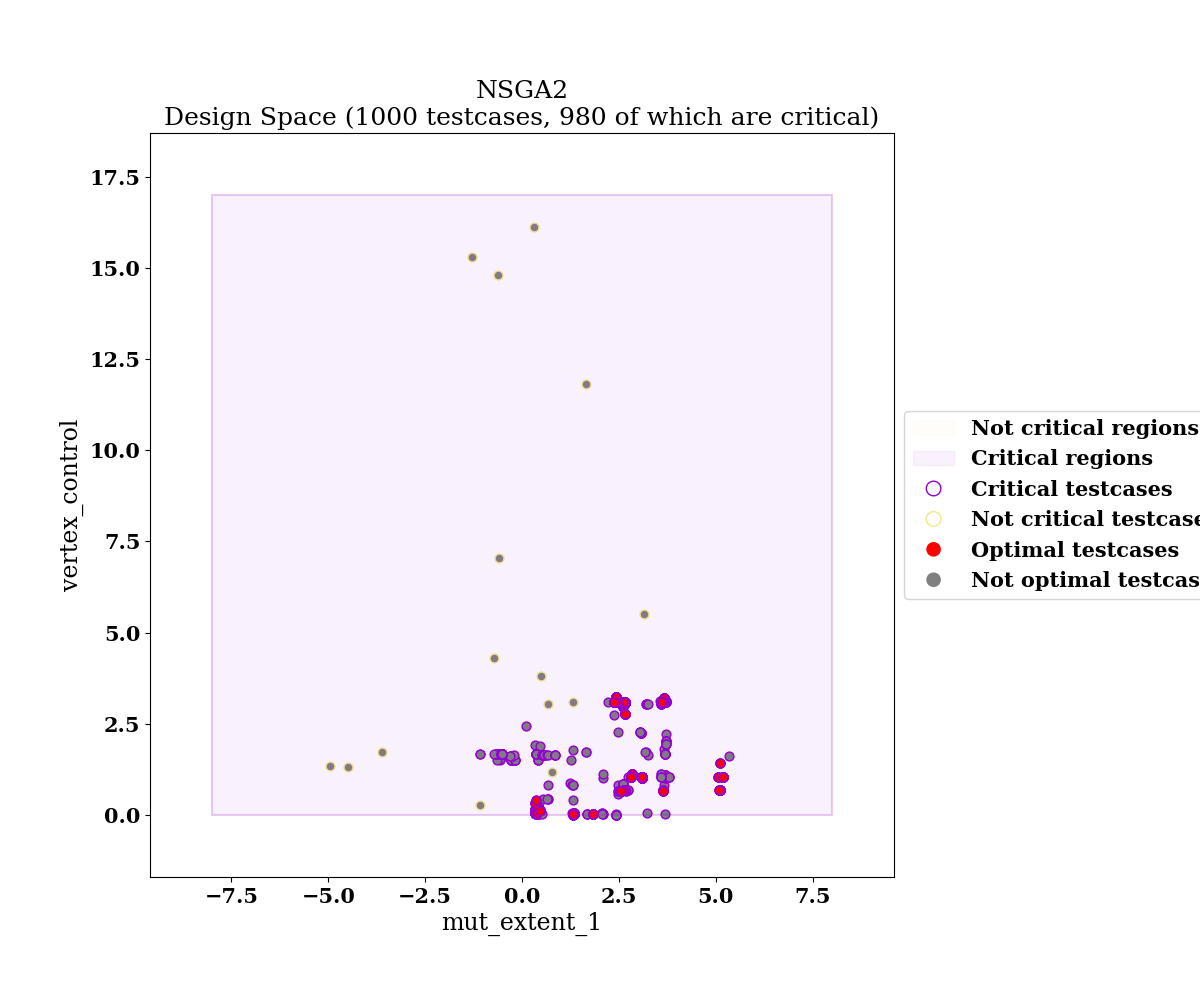 NSGA2
Design Space (1000 testcases, 980 of which are critical)
17.5
15.0
12.5
10.0
7.5
5.0
2.5
0.0
vertex_control
−7.5
−5.0
−2.5
0.0
2.5
5.0
7.5
mut_extent_1
Not critical regions
Critical regions
Critical testcases
Not critical testcase
Optimal testcases
Not optimal testcas